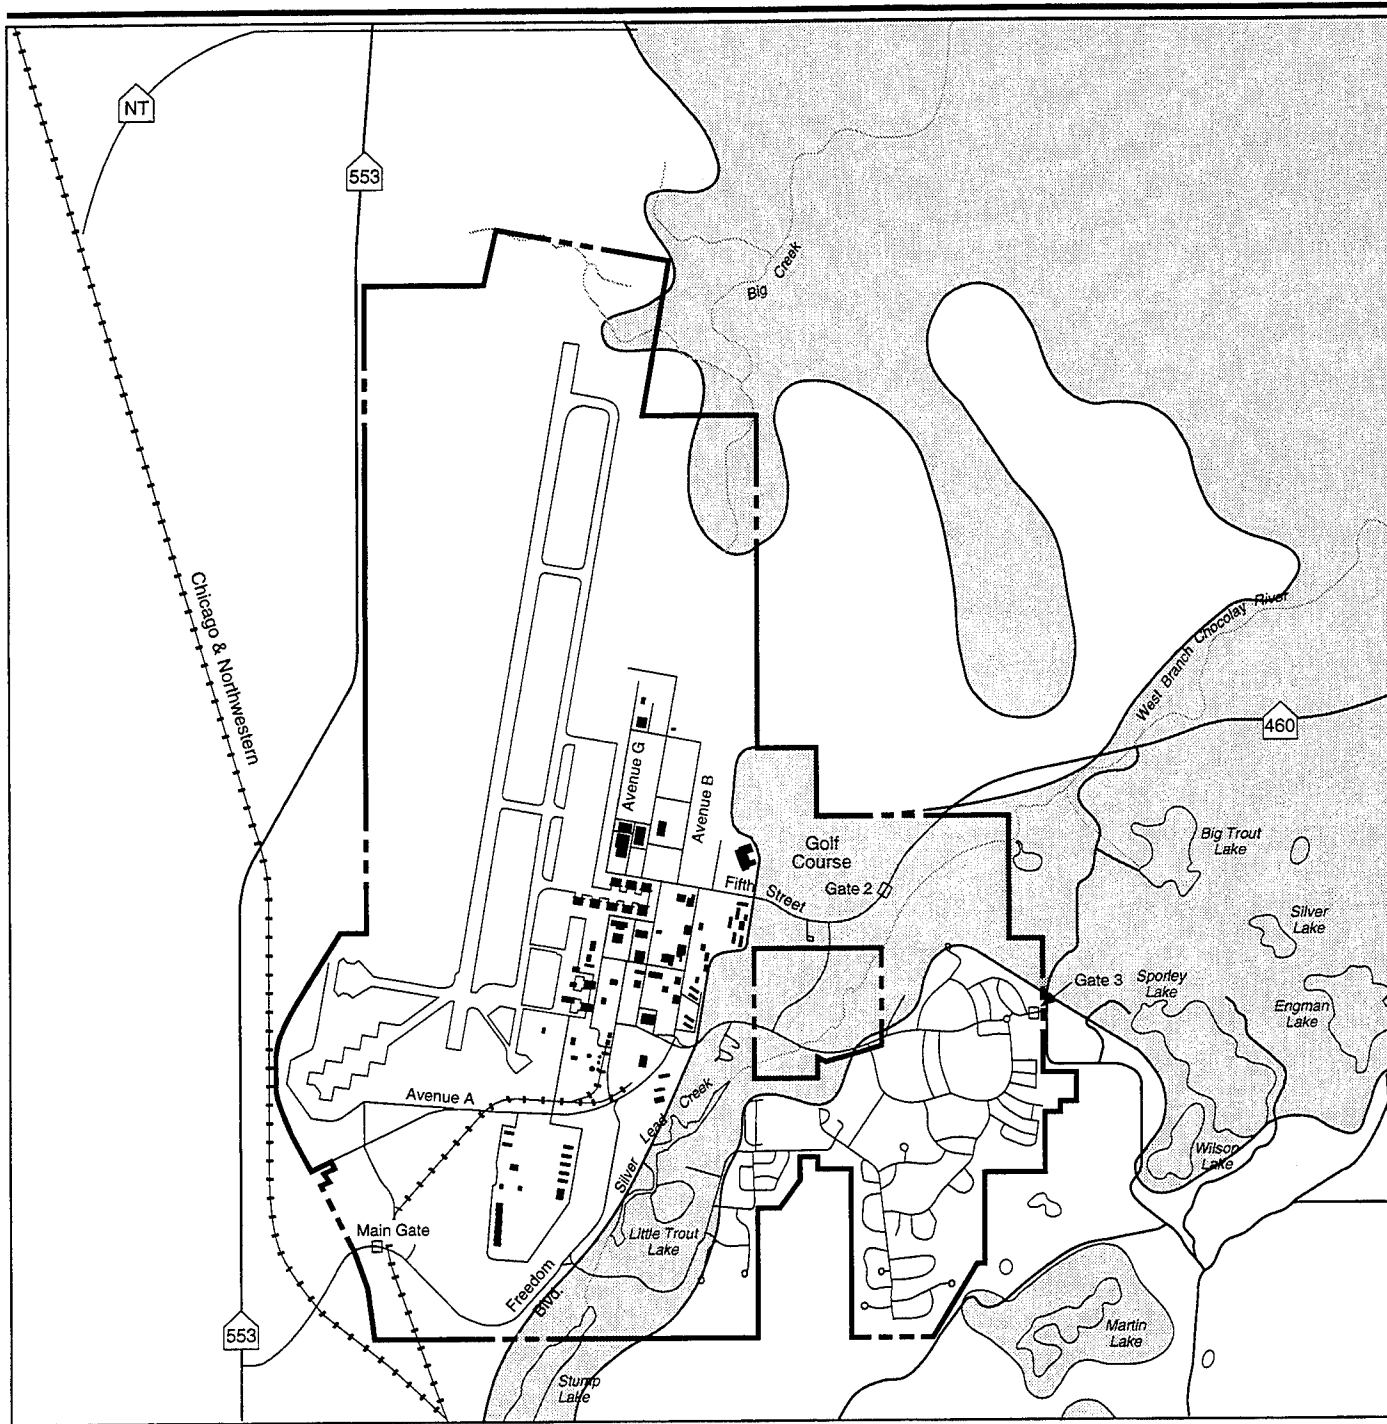 NT
553
Big Creek
Chicago & Northwestern
West Branch Chocolay River
460
Avenue G
Avenue B
Golf
Course
Big Trout
Lake
Fifth Street
Gate 2
Silver
Lake
Gate 3
Sporley
Lake
Engman
Lake
Avenue A
Silver Lead Creek
Wilson
Lake
Main Gate
Little Trout
Lake
Freedom
Blvd.
553
Martin
Lake
Stump
Lake